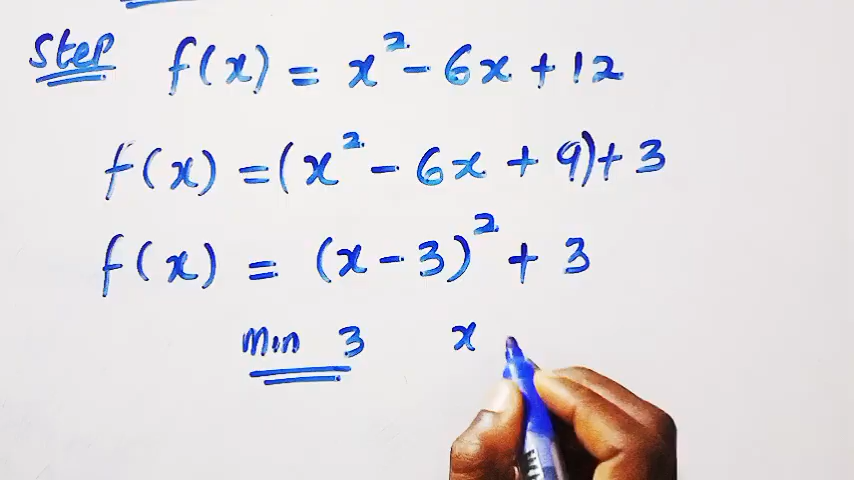 Step f(x) = x² - 6x + 12
f(x) = (x² - 6x + 9) + 3
f(x) = (x - 3)² + 3
Min 3 x